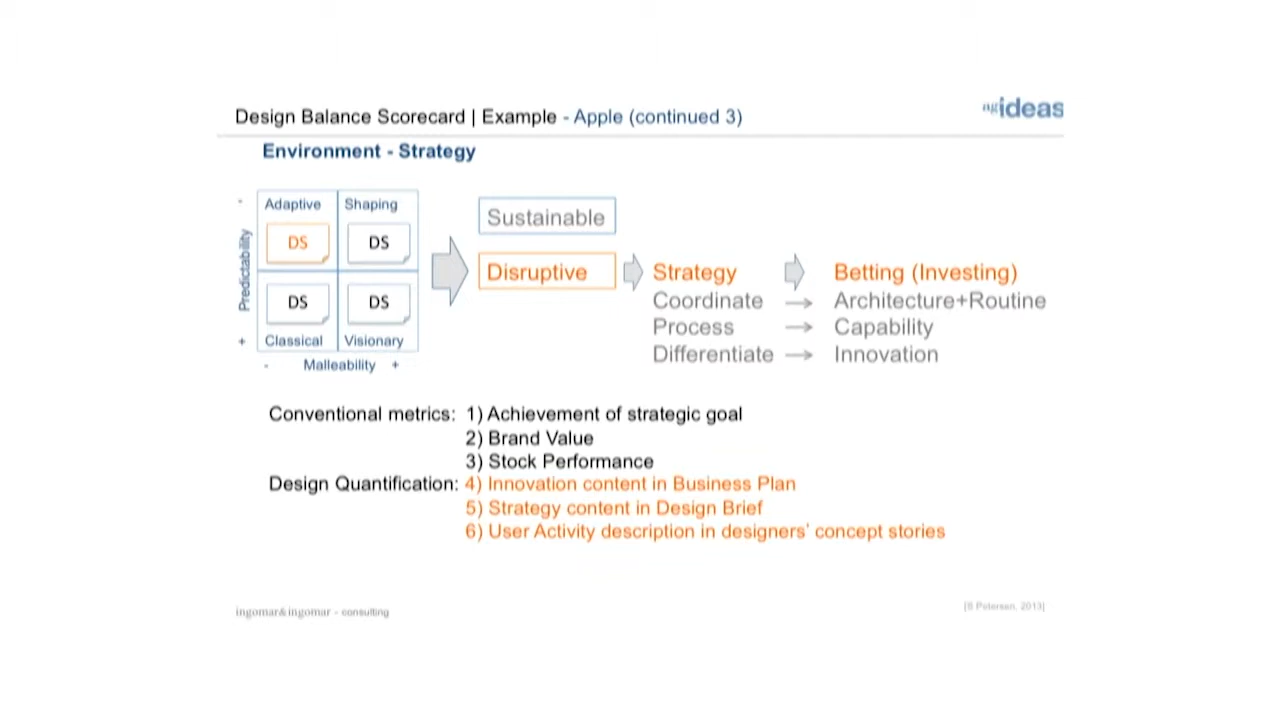 Design Balance Scorecard | Example - Apple (continued 3)
agideas
Environment - Strategy
- Adaptive Shaping
DS DS
Predictability
DS DS
+ Classical Visionary
- Malleability +
Sustainable
Disruptive
Strategy Betting (Investing)
Coordinate → Architecture+Routine
Process → Capability
Differentiate → Innovation
Conventional metrics: 1) Achievement of strategic goal
2) Brand Value
3) Stock Performance
Design Quantification: 4) Innovation content in Business Plan
5) Strategy content in Design Brief
6) User Activity description in designers' concept stories
ingomar&ingomar - consulting
[S Petersen, 2013]